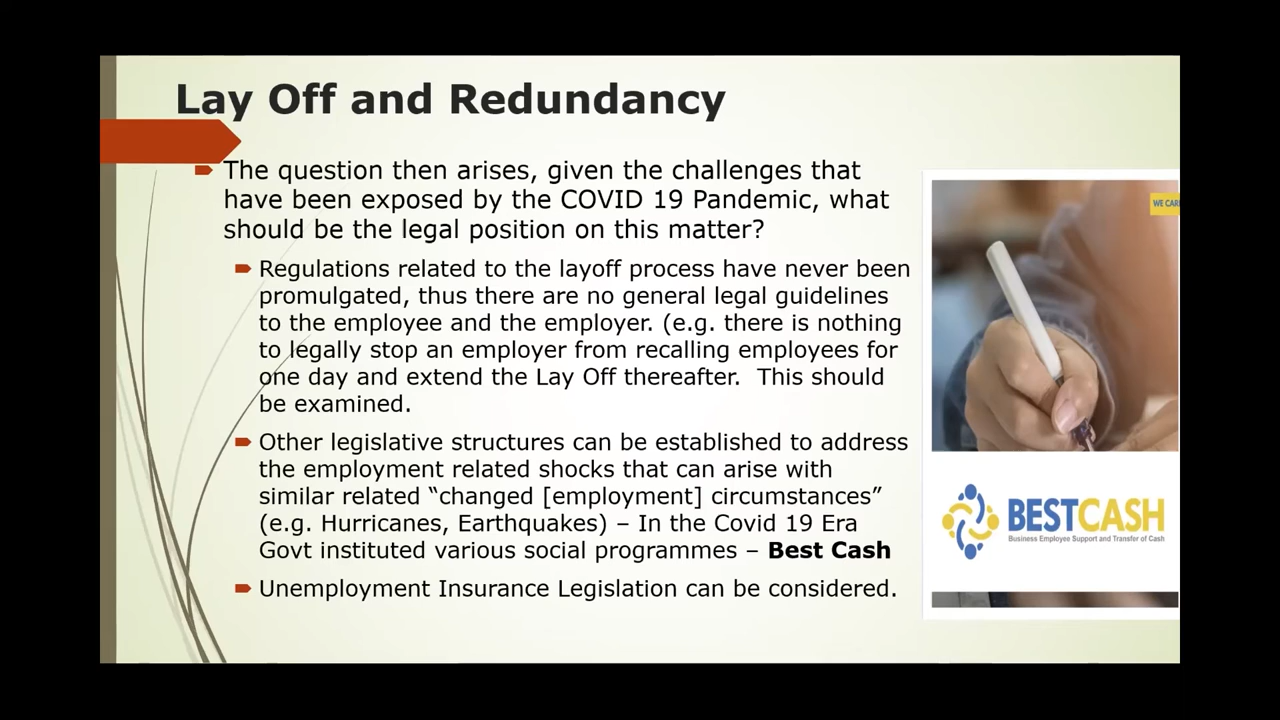 Lay Off and Redundancy
The question then arises, given the challenges that
have been exposed by the COVID 19 Pandemic, what
should be the legal position on this matter?
Regulations related to the layoff process have never been
promulgated, thus there are no general legal guidelines
to the employee and the employer. (e.g. there is nothing
to legally stop an employer from recalling employees for
one day and extend the Lay Off thereafter.  This should
be examined.
Other legislative structures can be established to address
the employment related shocks that can arise with
similar related “changed [employment] circumstances”
(e.g. Hurricanes, Earthquakes) – In the Covid 19 Era
Govt instituted various social programmes – Best Cash
Unemployment Insurance Legislation can be considered.
WE CAR
BESTCASH
Business Employee Support and Transfer of Cash